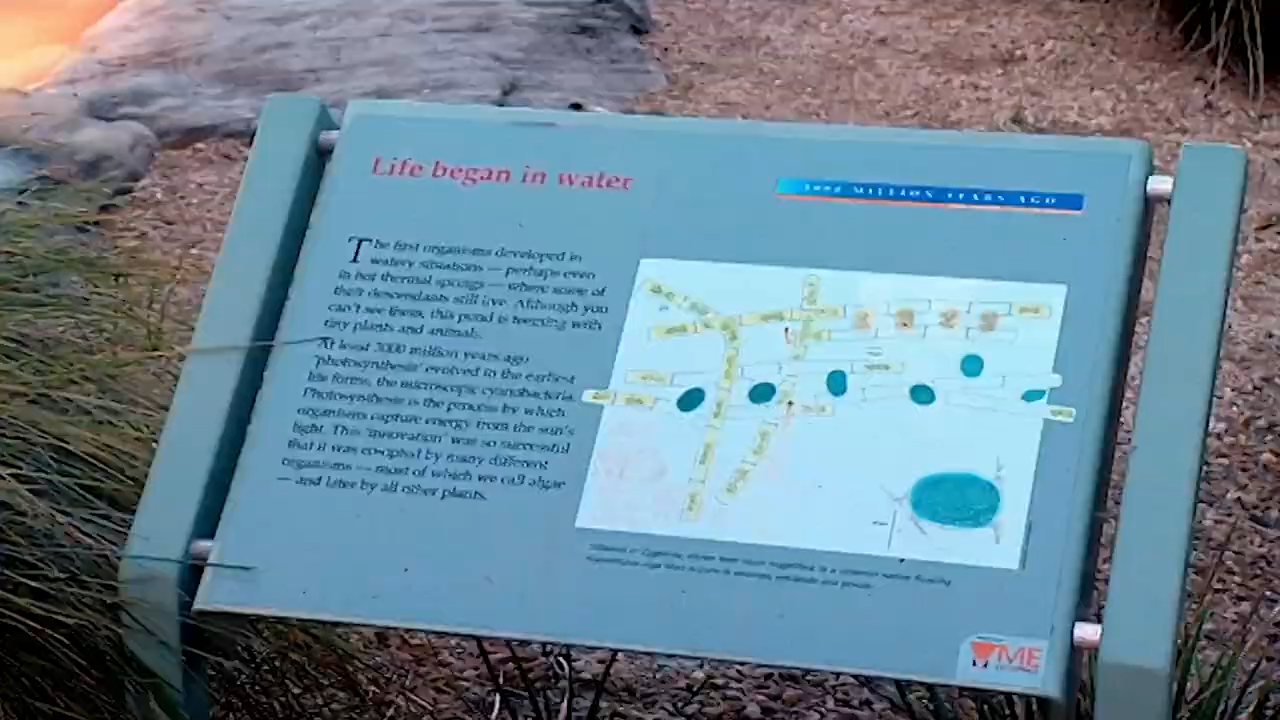 Life began in water
MILLION YEARS AGO
The first organisms developed in
watery situations — perhaps even
in hot thermal springs — where some of
their descendants still live. Although you
can't see them, this pond is teeming with
tiny plants and animals.
At least 3000 million years ago
'photosynthesis' evolved in the earliest
life forms, the microscopic cyanobacteria.
Photosynthesis is the process by which
organisms capture energy from the sun's
light. This 'innovation' was so successful
that it was co-opted by many different
organisms — most of which we call algae
— and later by all other plants.
ME